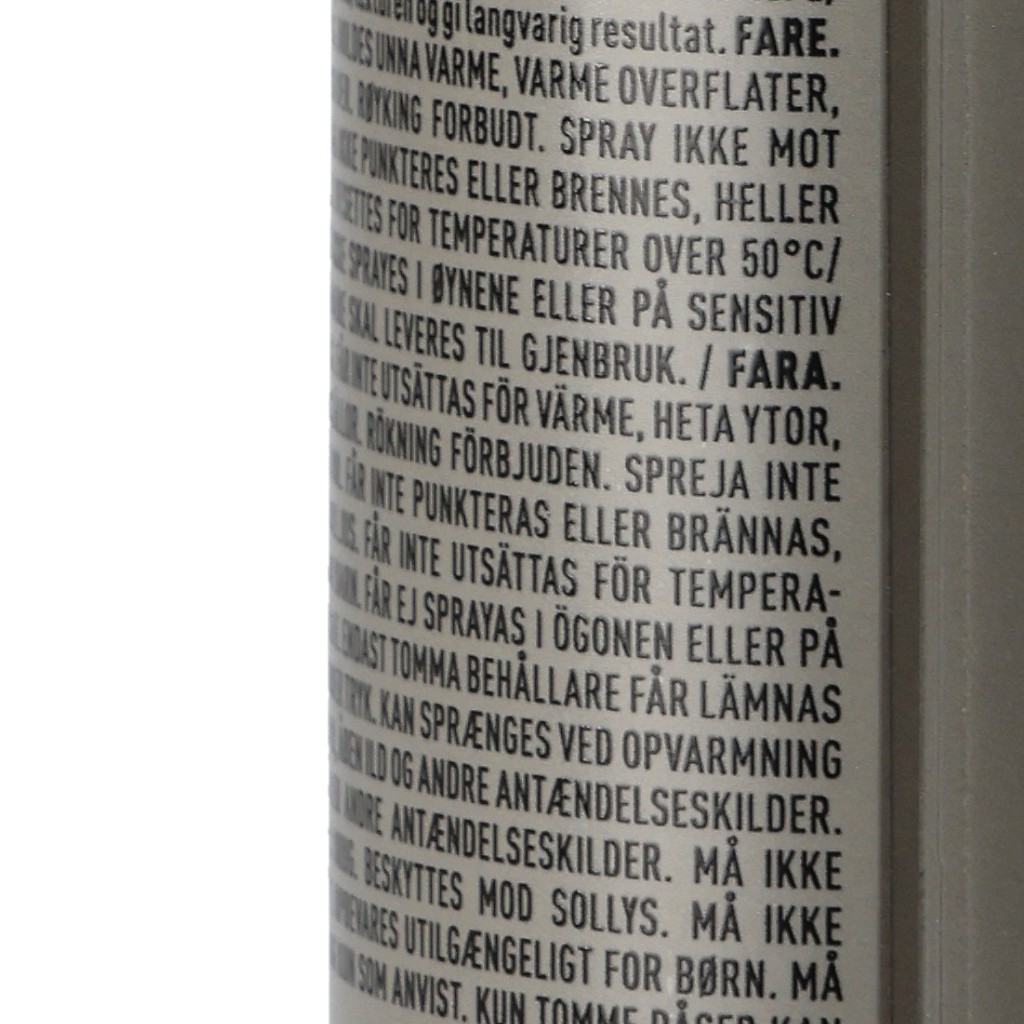 og gi langvarig resultat. FARE.
UNNA VARME, VARME OVERFLATER,
RØYKING FORBUDT. SPRAY IKKE MOT
PUNKTERES ELLER BRENNES, HELLER
FOR TEMPERATURER OVER 50°C/
SPRAYES I ØYNENE ELLER PÅ SENSITIV
SKAL LEVERES TIL GJENBRUK. / FARA.
INTE UTSÄTTAS FÖR VÄRME, HETA YTOR,
RÖKNING FÖRBJUDEN. SPREJA INTE
FÅR INTE PUNKTERAS ELLER BRÄNNAS,
FÅR INTE UTSÄTTAS FÖR TEMPERA-
FÅR EJ SPRAYAS I ÖGONEN ELLER PÅ
ENDAST TOMMA BEHÅLLARE FÅR LÄMNAS
TRYK. KAN SPRÆNGES VED OPVARMNING
ILD OG ANDRE ANTÆNDELSESKILDER.
ANDRE ANTÆNDELSESKILDER. MÅ IKKE
BESKYTTES MOD SOLLYS. MÅ IKKE
UTILGÆNGELIGT FOR BØRN. MÅ
SOM ANVIST. KUN TOMME DÅSER KAN